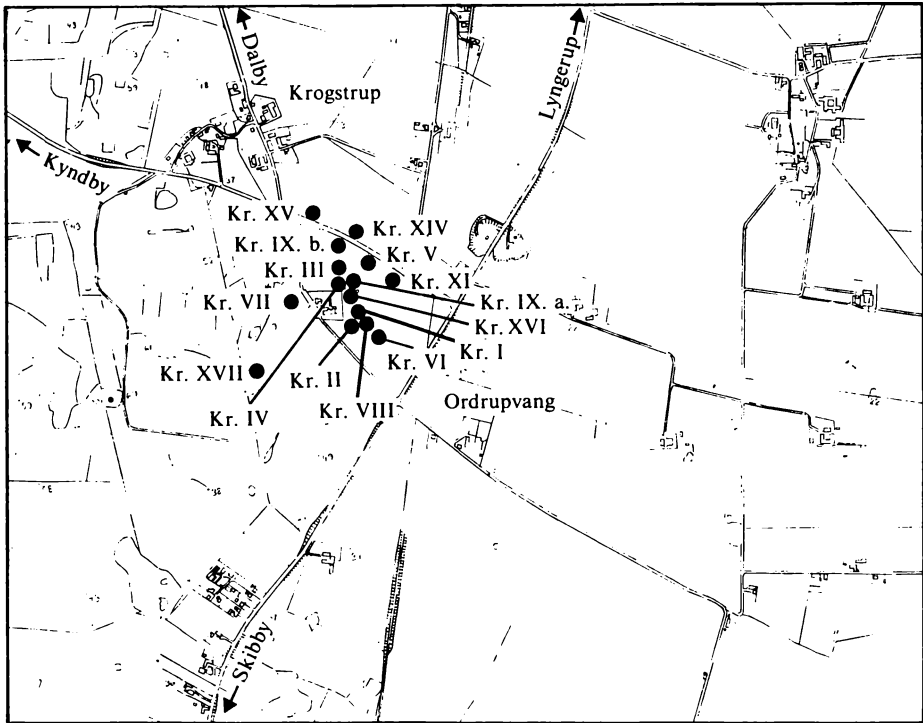 Dalby
Krogstrup
Lyngerup
Kyndby
Kr. XV
Kr. XIV
Kr. IX. b.
Kr. V
Kr. III
Kr. XI
Kr. VII
Kr. IX. a.
Kr. XVI
Kr. I
Kr. XVII
Kr. II
Kr. VI
Kr. IV
Kr. VIII
Ordrupvang
Skibby